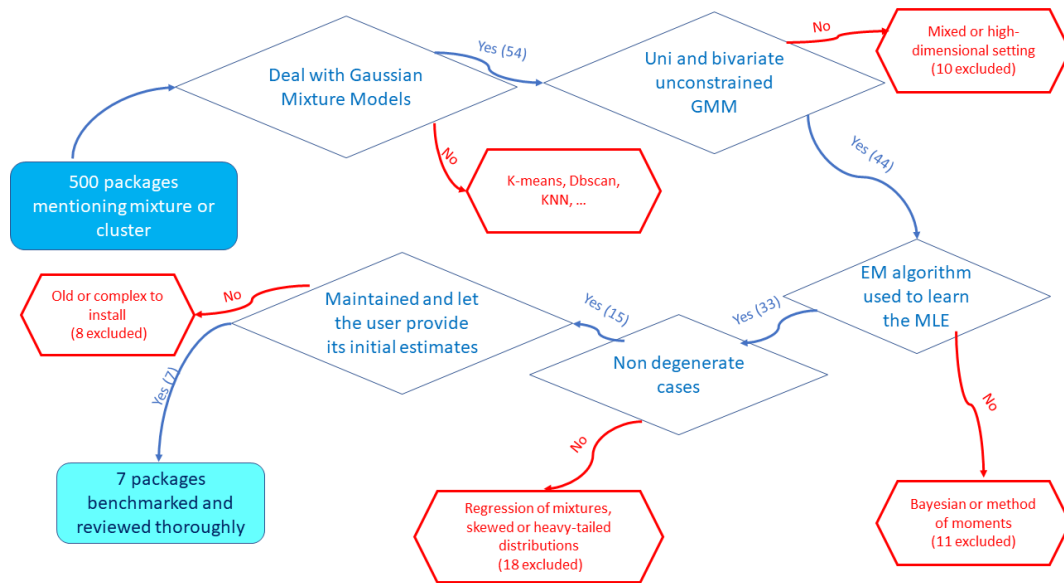 500 packages
mentioning mixture or
cluster
Deal with Gaussian
Mixture Models
Yes (54)
No
K-means, Dbscan,
KNN, ...
Uni and bivariate
unconstrained
GMM
No
Mixed or high-
dimensional setting
(10 excluded)
Yes (44)
EM algorithm
used to learn
the MLE
No
Bayesian or method
of moments
(11 excluded)
Yes (33)
Non degenerate
cases
No
Regression of mixtures,
skewed or heavy-tailed
distributions
(18 excluded)
Yes (15)
Maintained and let
the user provide
its initial estimates
No
Old or complex to
install
(8 excluded)
Yes (7)
7 packages
benchmarked and
reviewed thoroughly